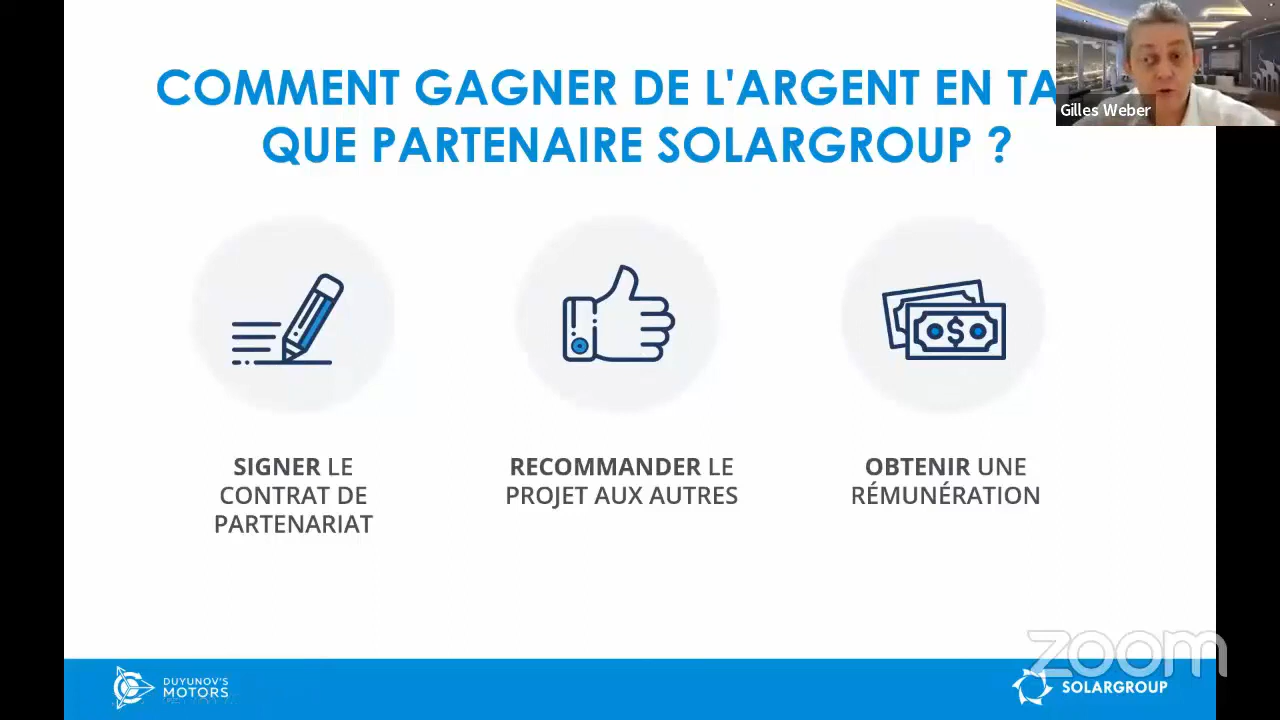 COMMENT GAGNER DE L'ARGENT EN TA
QUE PARTENAIRE SOLARGROUP ?
Gilles Weber
SIGNER LE
CONTRAT DE
PARTENARIAT
RECOMMANDER LE
PROJET AUX AUTRES
OBTENIR UNE
RÉMUNÉRATION
zoom
DUYUNOV'S
MOTORS
SOLARGROUP